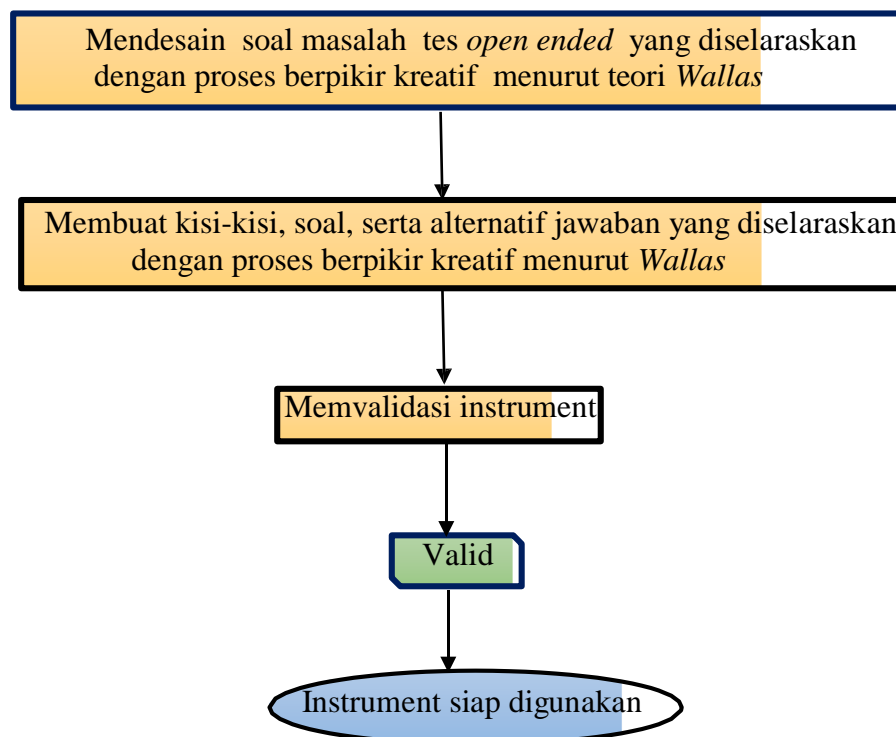 Mendesain soal masalah tes open ended yang diselaraskan
dengan proses berpikir kreatif menurut teori Wallas
Membuat kisi-kisi, soal, serta alternatif jawaban yang diselaraskan
dengan proses berpikir kreatif menurut Wallas
Memvalidasi instrument
Valid
Instrument siap digunakan